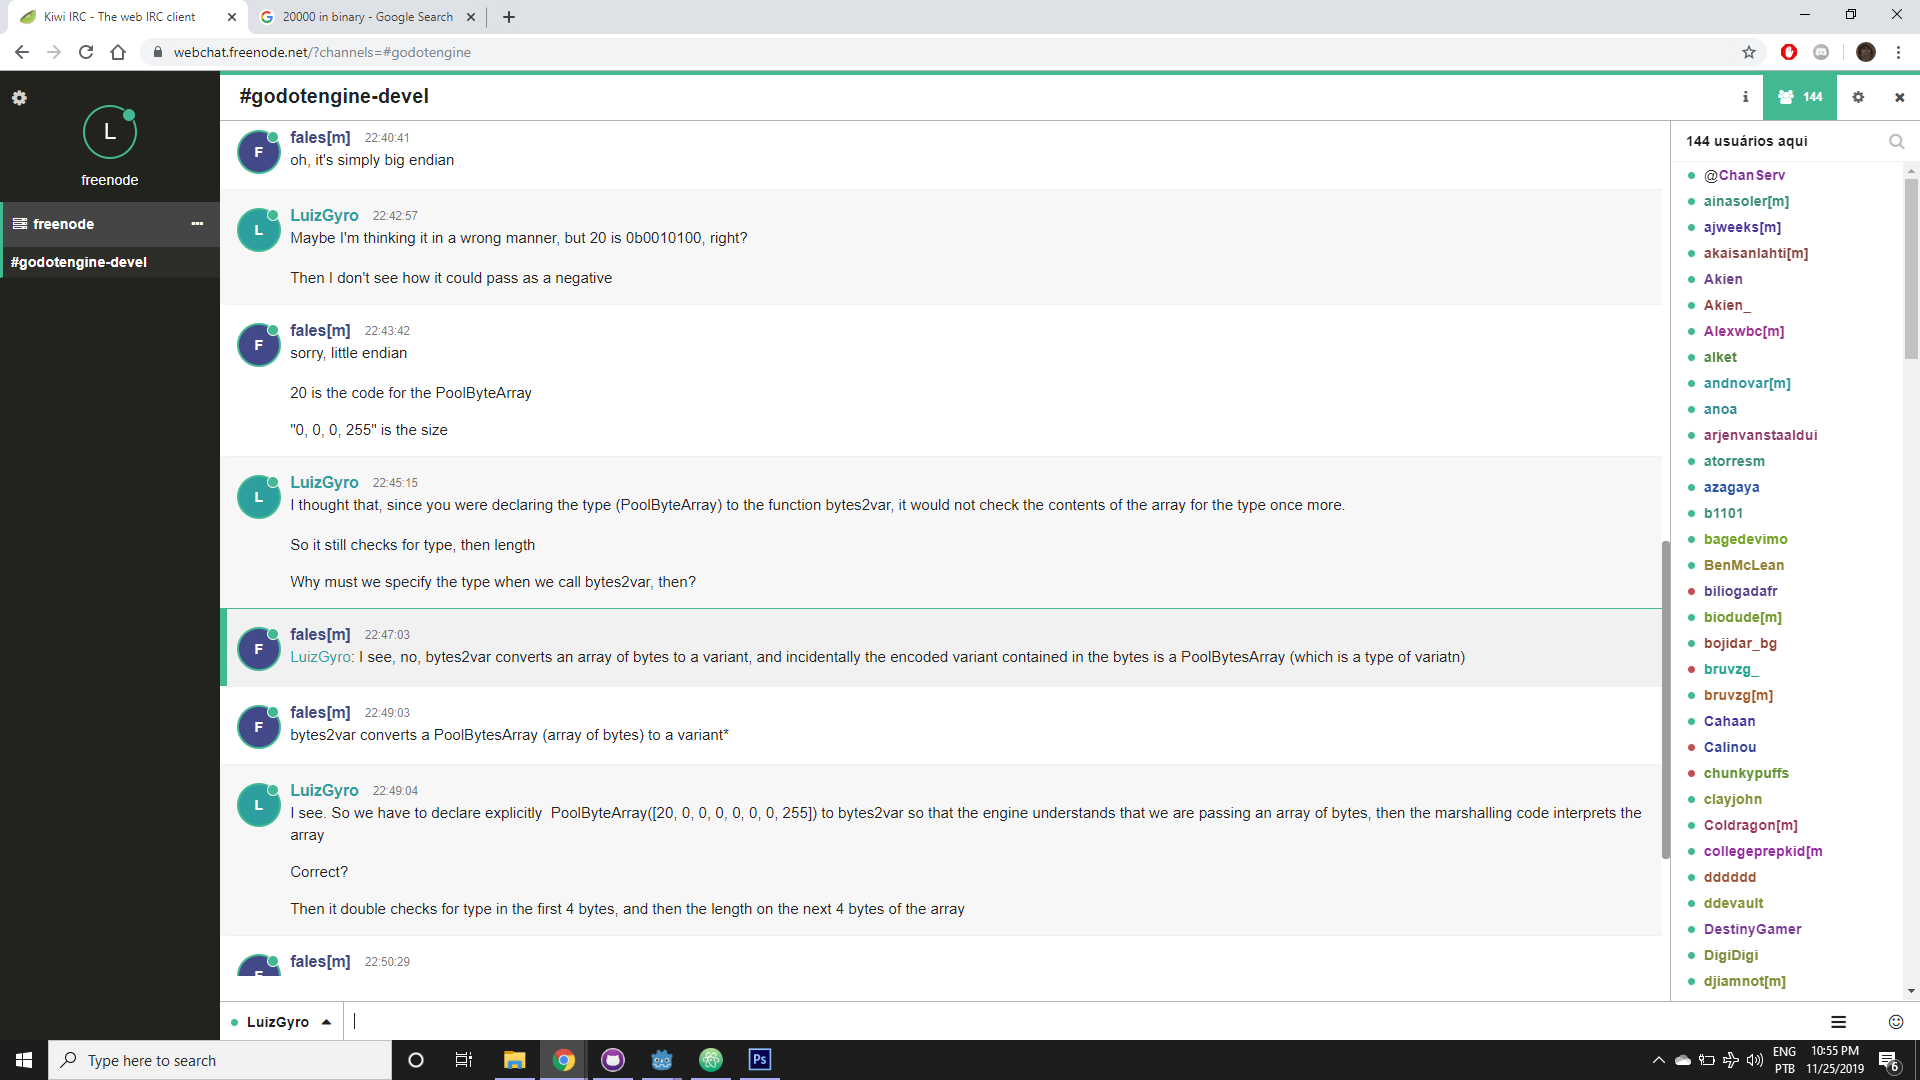 Kiwi IRC - The web IRC client
20000 in binary - Google Search
webchat.freenode.net/?channels=#godotengine
L
freenode
freenode
#godotengine-devel
#godotengine-devel
144
F
fales[m] 22:40:41
oh, it's simply big endian
L
LuizGyro 22:42:57
Maybe I'm thinking it in a wrong manner, but 20 is 0b0010100, right?
Then I don't see how it could pass as a negative
F
fales[m] 22:43:42
sorry, little endian
20 is the code for the PoolByteArray
"0, 0, 0, 255" is the size
L
LuizGyro 22:45:15
I thought that, since you were declaring the type (PoolByteArray) to the function bytes2var, it would not check the contents of the array for the type once more.
So it still checks for type, then length
Why must we specify the type when we call bytes2var, then?
F
fales[m] 22:47:03
LuizGyro: I see, no, bytes2var converts an array of bytes to a variant, and incidentally the encoded variant contained in the bytes is a PoolBytesArray (which is a type of variatn)
F
fales[m] 22:49:03
bytes2var converts a PoolBytesArray (array of bytes) to a variant*
L
LuizGyro 22:49:04
I see. So we have to declare explicitly  PoolByteArray([20, 0, 0, 0, 0, 0, 0, 255]) to bytes2var so that the engine understands that we are passing an array of bytes, then the marshalling code interprets the
array
Correct?
Then it double checks for type in the first 4 bytes, and then the length on the next 4 bytes of the array
F
fales[m] 22:50:29
LuizGyro
144 usuários aqui
@ChanServ
ainasoler[m]
ajweeks[m]
akaisanlahti[m]
Akien
Akien_
Alexwbc[m]
alket
andnovar[m]
anoa
arjenvanstaaldui
atorresm
azagaya
b1101
bagedevimo
BenMcLean
biliogadafr
biodude[m]
bojidar_bg
bruvzg_
bruvzg[m]
Cahaan
Calinou
chunkypuffs
clayjohn
Coldragon[m]
collegeprepkid[m
dddddd
ddevault
DestinyGamer
DigiDigi
djiamnot[m]
Type here to search
Ps
ENG
PTB
10:55 PM
11/25/2019
6